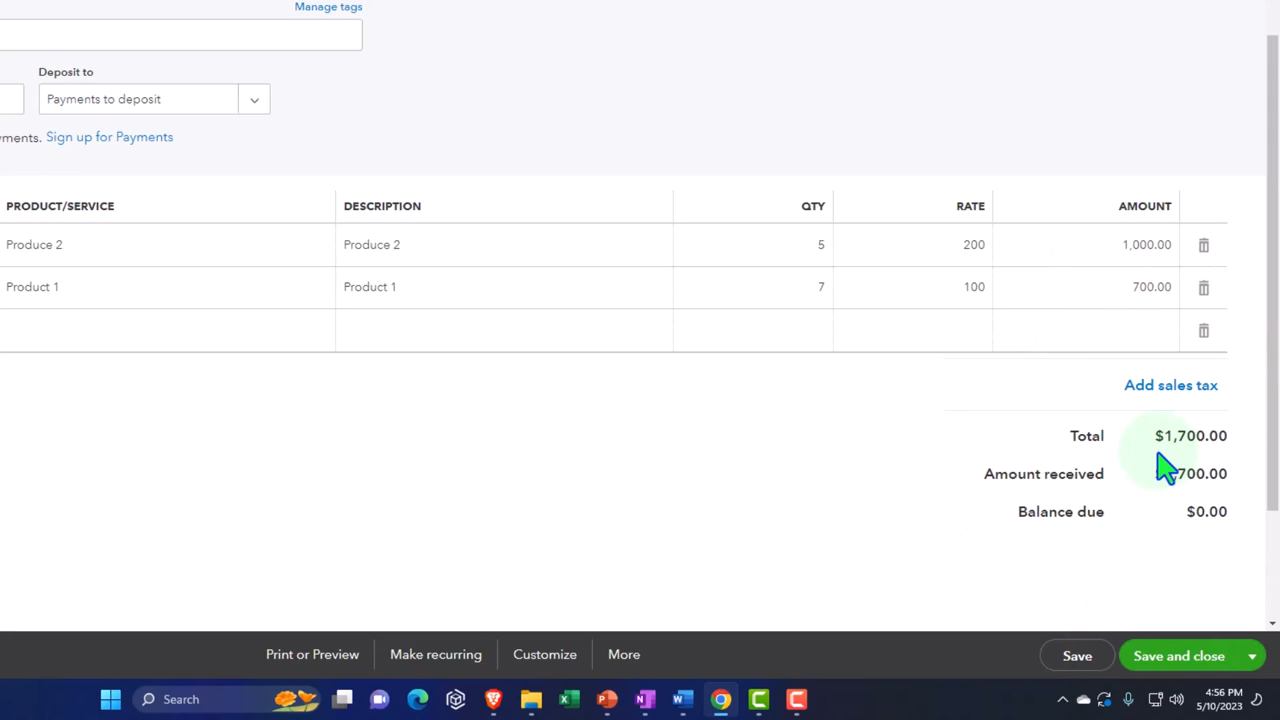 Manage tags
Deposit to
Payments to deposit
yments. Sign up for Payments
PRODUCT/SERVICE DESCRIPTION QTY RATE AMOUNT
Produce 2 Produce 2 5 200 1,000.00
Product 1 Product 1 7 100 700.00
Add sales tax
Total $1,700.00
Amount received 700.00
Balance due $0.00
Print or Preview Make recurring Customize More Save Save and close
Search 4:56 PM
5/10/2023